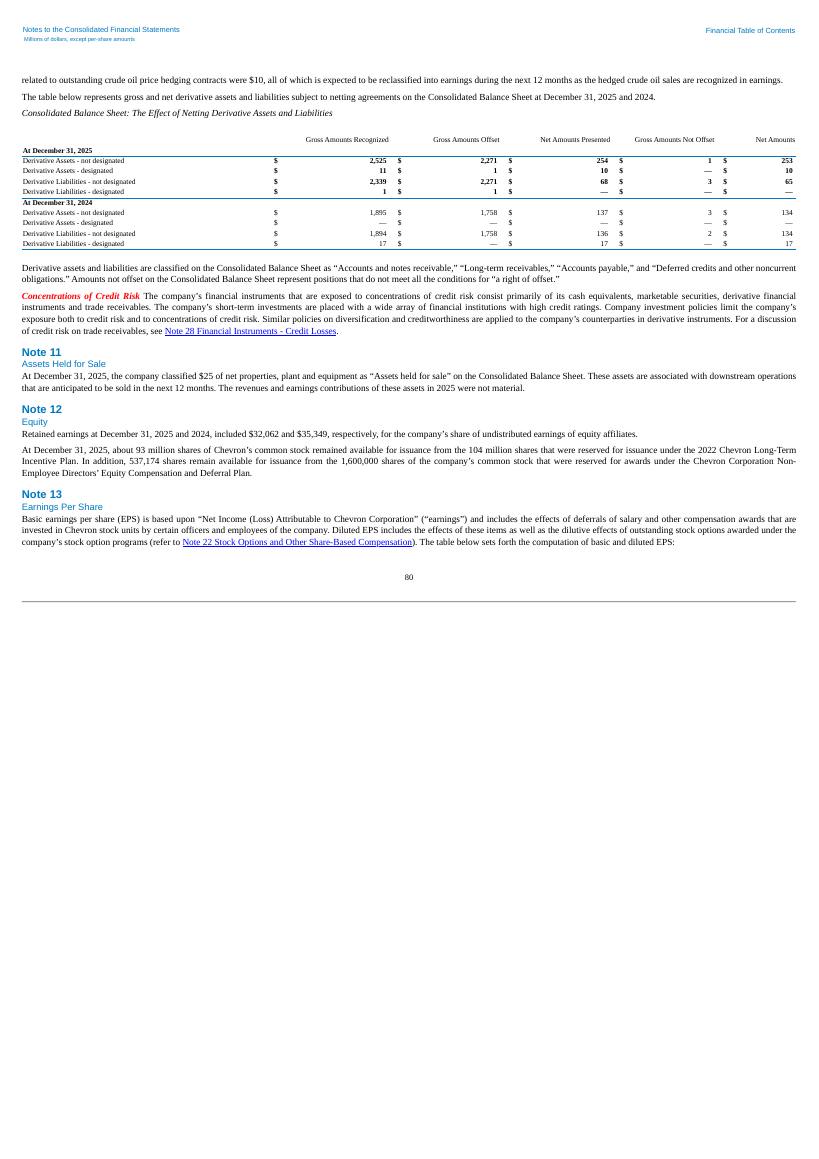 Notes to the Consolidated Financial Statements
Financial Table of Contents
Millions of dollars, except per-share amounts
related to outstanding crude oil price hedging contracts were $10, all of which is expected to be reclassified into earnings during the next 12 months as the hedged crude oil sales are recognized in earnings.
The table below represents gross and net derivative assets and liabilities subject to netting agreements on the Consolidated Balance Sheet at December 31, 2025 and 2024.
Consolidated Balance Sheet: The Effect of Netting Derivative Assets and Liabilities
Gross Amounts Recognized Gross Amounts Offset Net Amounts Presented Gross Amounts Not Offset Net Amounts
At December 31, 2025
Derivative Assets - not designated $ 2,525 $ 2,271 $ 254 $ 1 $ 253
Derivative Assets - designated $ 11 $ 1 $ 10 $ — $ 10
Derivative Liabilities - not designated $ 2,339 $ 2,271 $ 68 $ 3 $ 65
Derivative Liabilities - designated $ 1 $ 1 $ — $ — $ —
At December 31, 2024
Derivative Assets - not designated $ 1,895 $ 1,758 $ 137 $ 3 $ 134
Derivative Assets - designated $ — $ — $ — $ — $ —
Derivative Liabilities - not designated $ 1,894 $ 1,758 $ 136 $ 2 $ 134
Derivative Liabilities - designated $ 17 $ — $ 17 $ — $ 17
Derivative assets and liabilities are classified on the Consolidated Balance Sheet as “Accounts and notes receivable,” “Long-term receivables,” “Accounts payable,” and “Deferred credits and other noncurrent
obligations.” Amounts not offset on the Consolidated Balance Sheet represent positions that do not meet all the conditions for “a right of offset.”
Concentrations of Credit Risk The company’s financial instruments that are exposed to concentrations of credit risk consist primarily of its cash equivalents, marketable securities, derivative financial
instruments and trade receivables. The company’s short-term investments are placed with a wide array of financial institutions with high credit ratings. Company investment policies limit the company’s
exposure both to credit risk and to concentrations of credit risk. Similar policies on diversification and creditworthiness are applied to the company’s counterparties in derivative instruments. For a discussion
of credit risk on trade receivables, see Note 28 Financial Instruments - Credit Losses.
Note 11
Assets Held for Sale
At December 31, 2025, the company classified $25 of net properties, plant and equipment as “Assets held for sale” on the Consolidated Balance Sheet. These assets are associated with downstream operations
that are anticipated to be sold in the next 12 months. The revenues and earnings contributions of these assets in 2025 were not material.
Note 12
Equity
Retained earnings at December 31, 2025 and 2024, included $32,062 and $35,349, respectively, for the company’s share of undistributed earnings of equity affiliates.
At December 31, 2025, about 93 million shares of Chevron’s common stock remained available for issuance from the 104 million shares that were reserved for issuance under the 2022 Chevron Long-Term
Incentive Plan. In addition, 537,174 shares remain available for issuance from the 1,600,000 shares of the company’s common stock that were reserved for awards under the Chevron Corporation Non-
Employee Directors’ Equity Compensation and Deferral Plan.
Note 13
Earnings Per Share
Basic earnings per share (EPS) is based upon “Net Income (Loss) Attributable to Chevron Corporation” (“earnings”) and includes the effects of deferrals of salary and other compensation awards that are
invested in Chevron stock units by certain officers and employees of the company. Diluted EPS includes the effects of these items as well as the dilutive effects of outstanding stock options awarded under the
company’s stock option programs (refer to Note 22 Stock Options and Other Share-Based Compensation). The table below sets forth the computation of basic and diluted EPS:
80